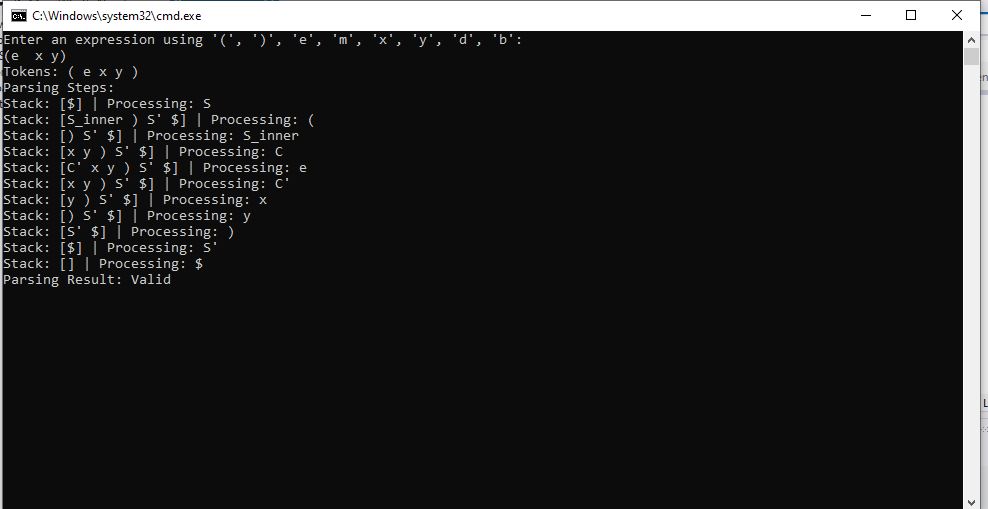 C:\Windows\system32\cmd.exe
Enter an expression using '(', ')', 'e', 'm', 'x', 'y', 'd', 'b':
(e  x y)
Tokens: ( e x y )
Parsing Steps:
Stack: [$] | Processing: S
Stack: [S_inner ) S' $] | Processing: (
Stack: [) S' $] | Processing: S_inner
Stack: [x y ) S' $] | Processing: C
Stack: [C' x y ) S' $] | Processing: e
Stack: [x y ) S' $] | Processing: C'
Stack: [y ) S' $] | Processing: x
Stack: [) S' $] | Processing: y
Stack: [S' $] | Processing: )
Stack: [$] | Processing: S'
Stack: [] | Processing: $
Parsing Result: Valid